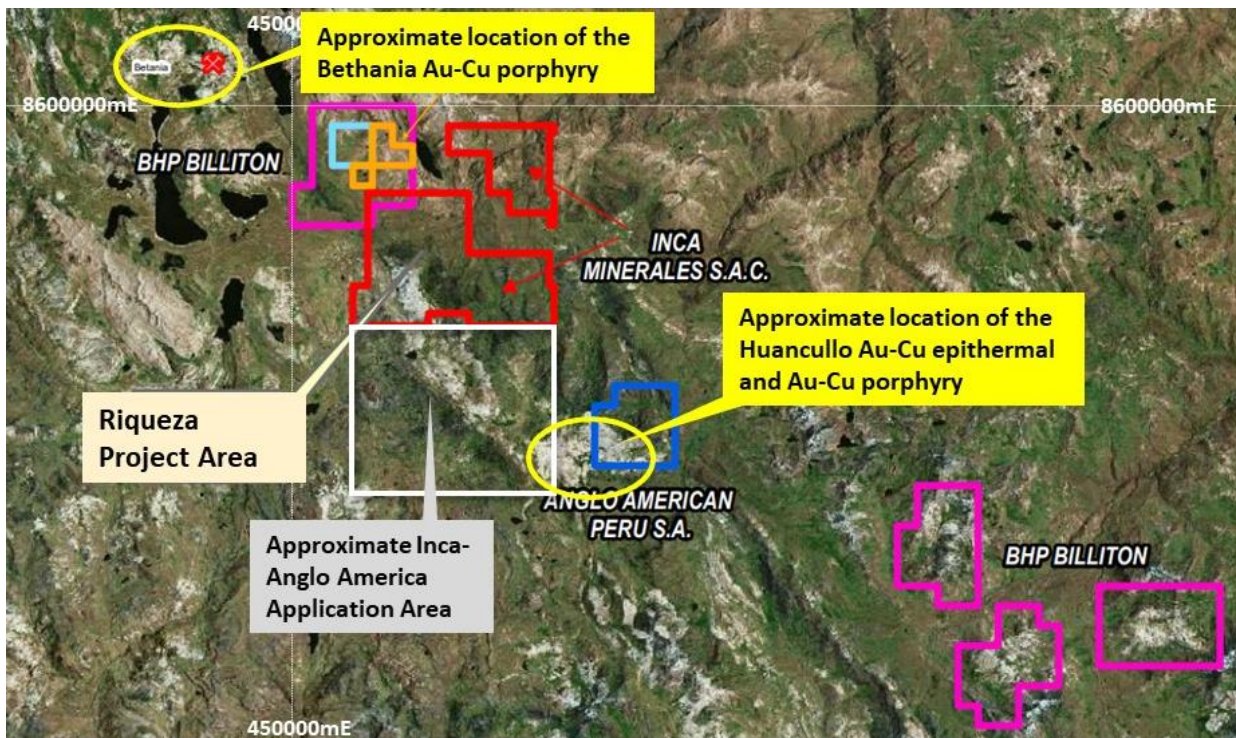 450000mE
Approximate location of the
Bethania Au-Cu porphyry
Betania
8600000mE
8600000mE
BHP BILLITON
INCA
MINERALES S.A.C.
Approximate location of the
Huancullo Au-Cu epithermal
and Au-Cu porphyry
Riqueza
Project Area
ANGLO AMERICAN
PERU S.A.
Approximate Inca-
Anglo America
Application Area
BHP BILLITON
450000mE